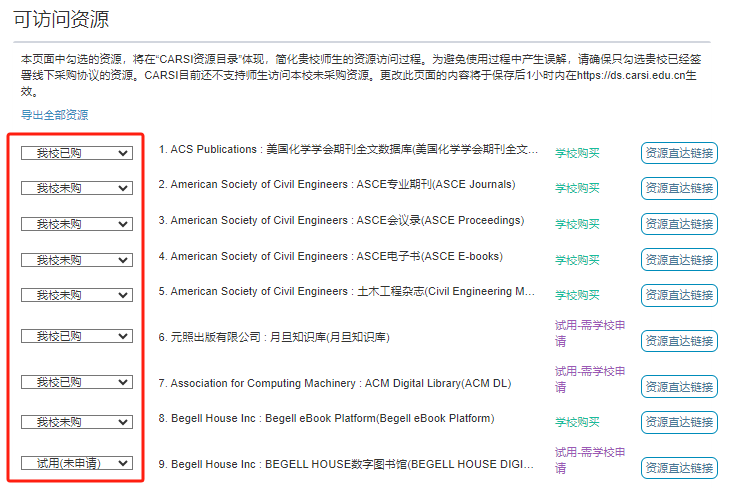 可访问资源
本页面中勾选的资源，将在“CARSI资源目录”体现，简化贵校师生的资源访问过程。为避免使用过程中产生误解，请确保只勾选贵校已经签
署线下采购协议的资源。CARSI目前还不支持师生访问本校未采购资源。更改此页面的内容将于保存后1小时内在https://ds.carsi.edu.cn生
效。
导出全部资源
我校已购 1. ACS Publications : 美国化学学会期刊全文数据库(美国化学学会期刊全文... 学校购买 资源直达链接
我校未购 2. American Society of Civil Engineers : ASCE专业期刊(ASCE Journals) 学校购买 资源直达链接
我校未购 3. American Society of Civil Engineers : ASCE会议录(ASCE Proceedings) 学校购买 资源直达链接
我校未购 4. American Society of Civil Engineers : ASCE电子书(ASCE E-books) 学校购买 资源直达链接
我校未购 5. American Society of Civil Engineers : 土木工程杂志(Civil Engineering M... 学校购买 资源直达链接
我校已购 6. 元照出版有限公司 : 月旦知识库(月旦知识库) 试用-需学校申
请 资源直达链接
我校已购 7. Association for Computing Machinery : ACM Digital Library(ACM DL) 试用-需学校申
请 资源直达链接
我校未购 8. Begell House Inc : Begell eBook Platform(Begell eBook Platform) 学校购买 资源直达链接
试用(未申请) 9. Begell House Inc : BEGELL HOUSE数字图书馆(BEGELL HOUSE DIGI... 试用-需学校申
请 资源直达链接